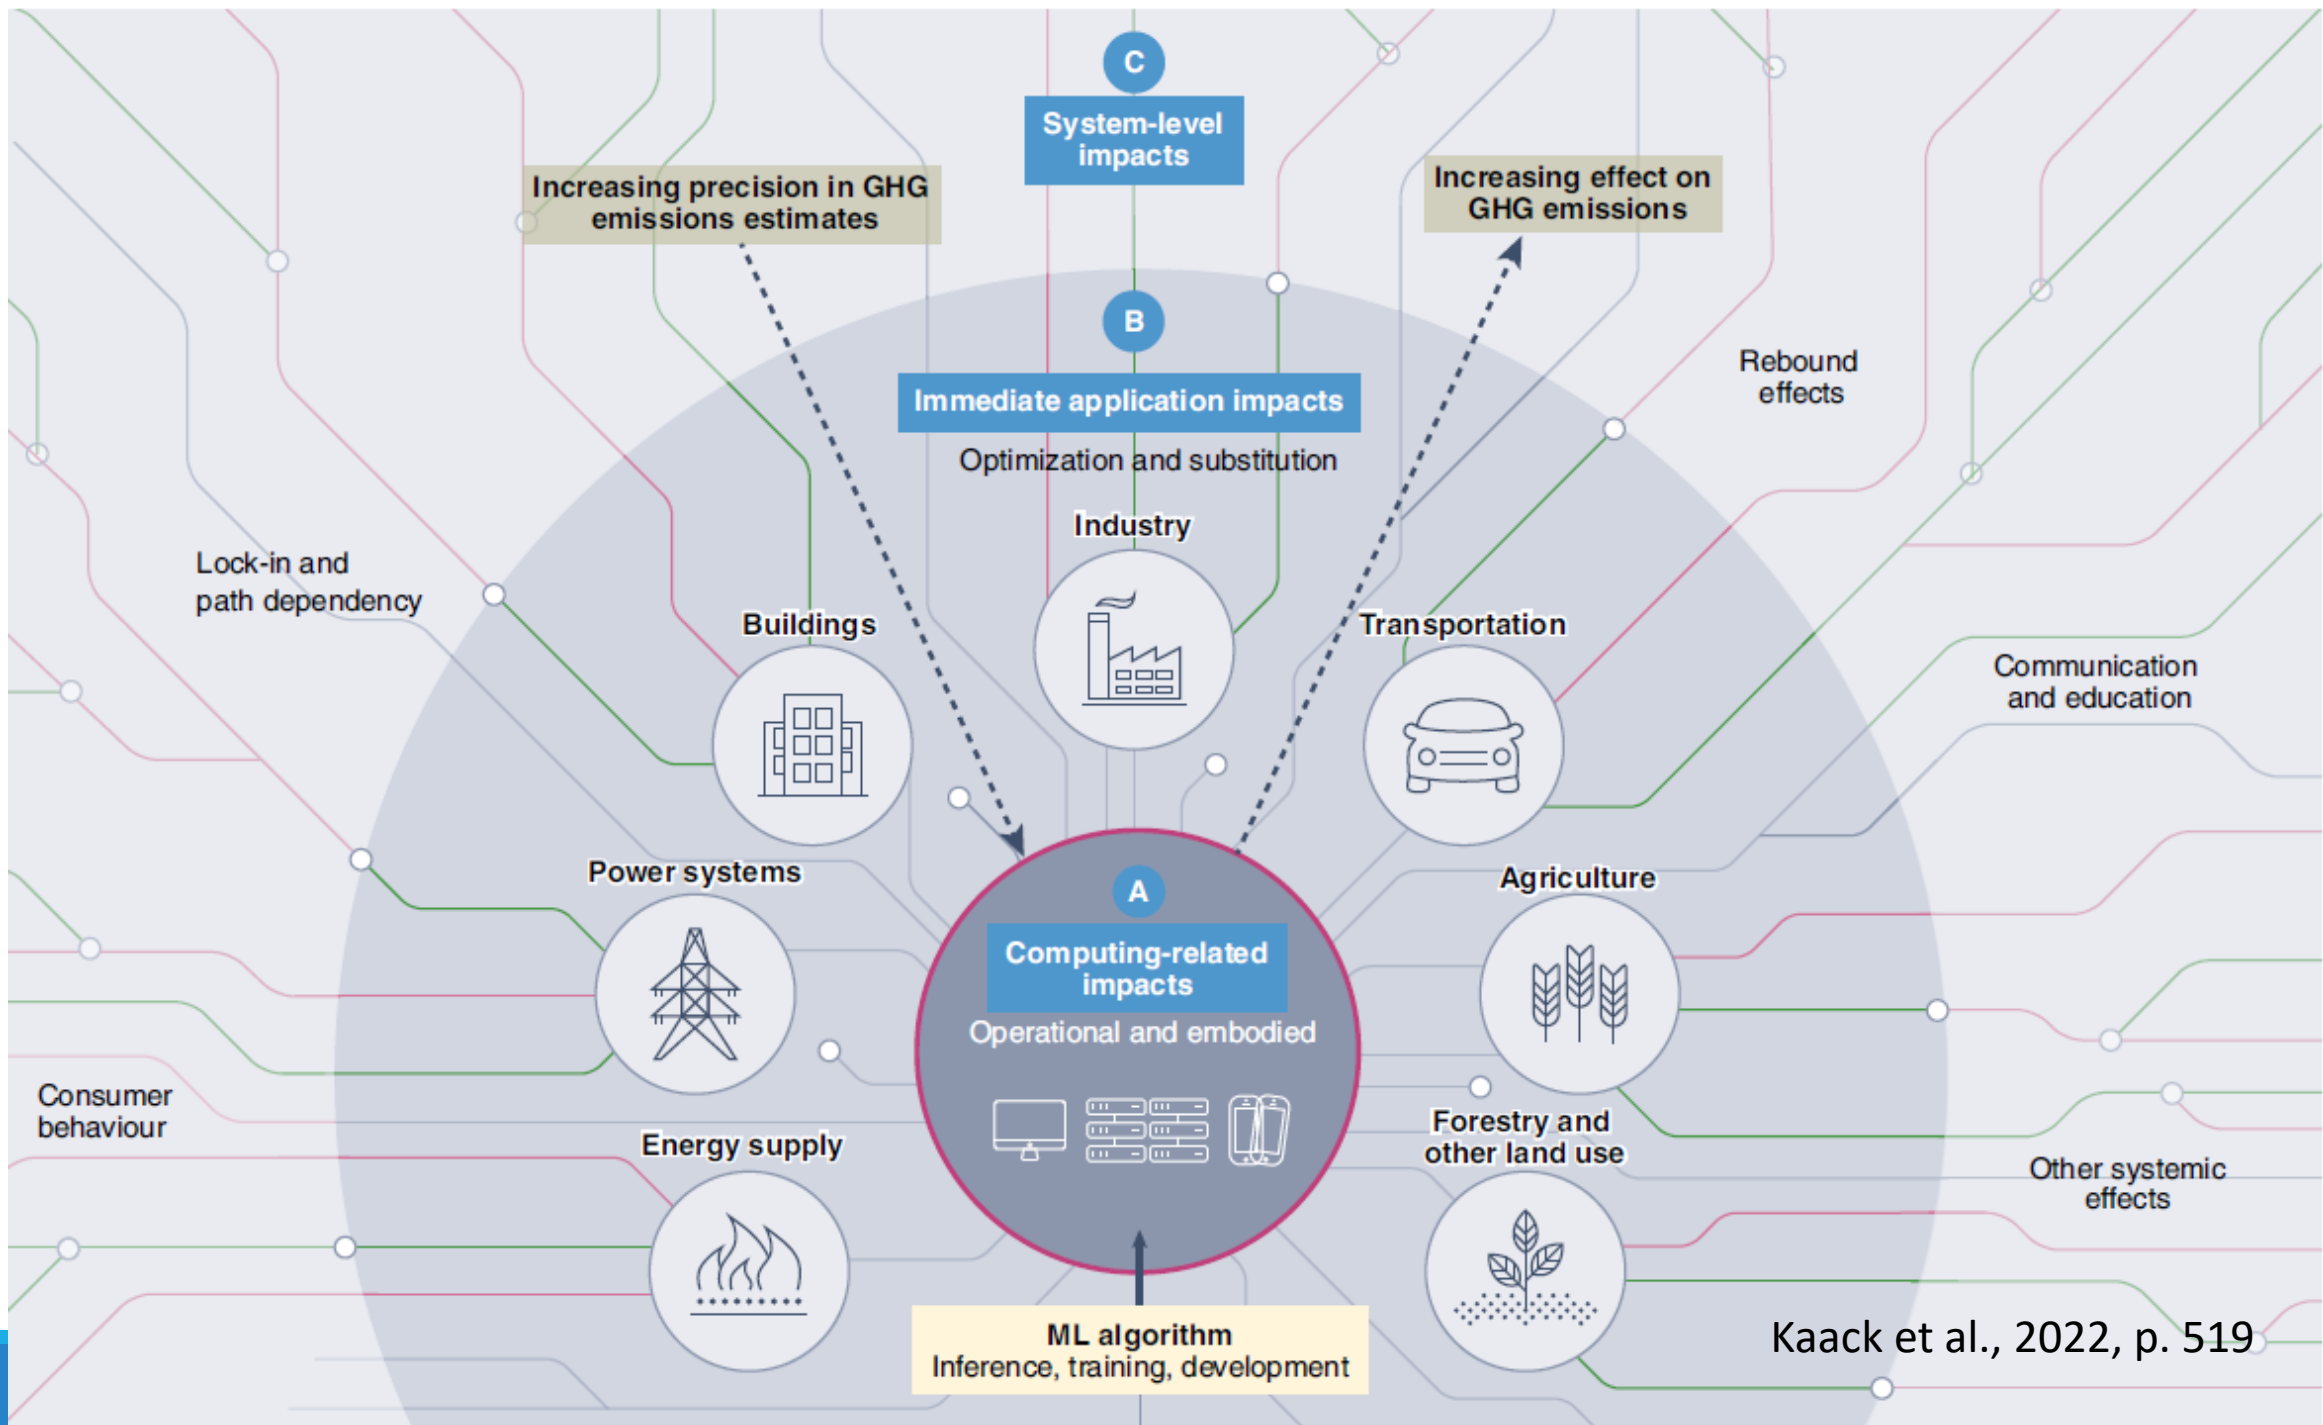 C
System-level
impacts
Increasing precision in GHG
emissions estimates
Increasing effect on
GHG emissions
B
Immediate application impacts
Optimization and substitution
Rebound
effects
Industry
Lock-in and
path dependency
Buildings
Transportation
Communication
and education
Power systems
Agriculture
A
Computing-related
impacts
Operational and embodied
Consumer
behaviour
Energy supply
Forestry and
other land use
Other systemic
effects
ML algorithm
Inference, training, development
Kaack et al., 2022, p. 519